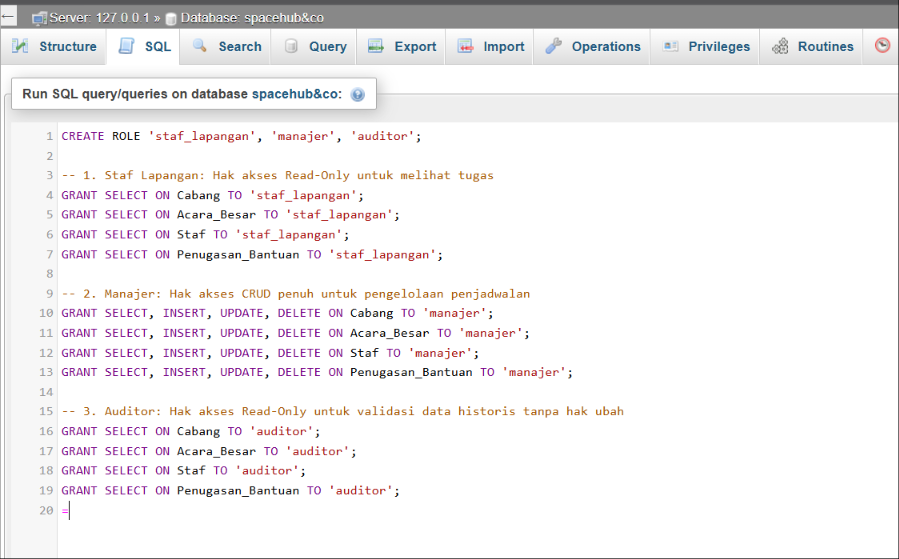 Server: 127.0.0.1 » Database: spacehub&co
Structure SQL Search Query Export Import Operations Privileges Routines
Run SQL query/queries on database spacehub&co:
1 CREATE ROLE 'staf_lapangan', 'manajer', 'auditor';
2
3 -- 1. Staf Lapangan: Hak akses Read-Only untuk melihat tugas
4 GRANT SELECT ON Cabang TO 'staf_lapangan';
5 GRANT SELECT ON Acara_Besar TO 'staf_lapangan';
6 GRANT SELECT ON Staf TO 'staf_lapangan';
7 GRANT SELECT ON Penugasan_Bantuan TO 'staf_lapangan';
8
9 -- 2. Manajer: Hak akses CRUD penuh untuk pengelolaan penjadwalan
10 GRANT SELECT, INSERT, UPDATE, DELETE ON Cabang TO 'manajer';
11 GRANT SELECT, INSERT, UPDATE, DELETE ON Acara_Besar TO 'manajer';
12 GRANT SELECT, INSERT, UPDATE, DELETE ON Staf TO 'manajer';
13 GRANT SELECT, INSERT, UPDATE, DELETE ON Penugasan_Bantuan TO 'manajer';
14
15 -- 3. Auditor: Hak akses Read-Only untuk validasi data historis tanpa hak ubah
16 GRANT SELECT ON Cabang TO 'auditor';
17 GRANT SELECT ON Acara_Besar TO 'auditor';
18 GRANT SELECT ON Staf TO 'auditor';
19 GRANT SELECT ON Penugasan_Bantuan TO 'auditor';
20 =